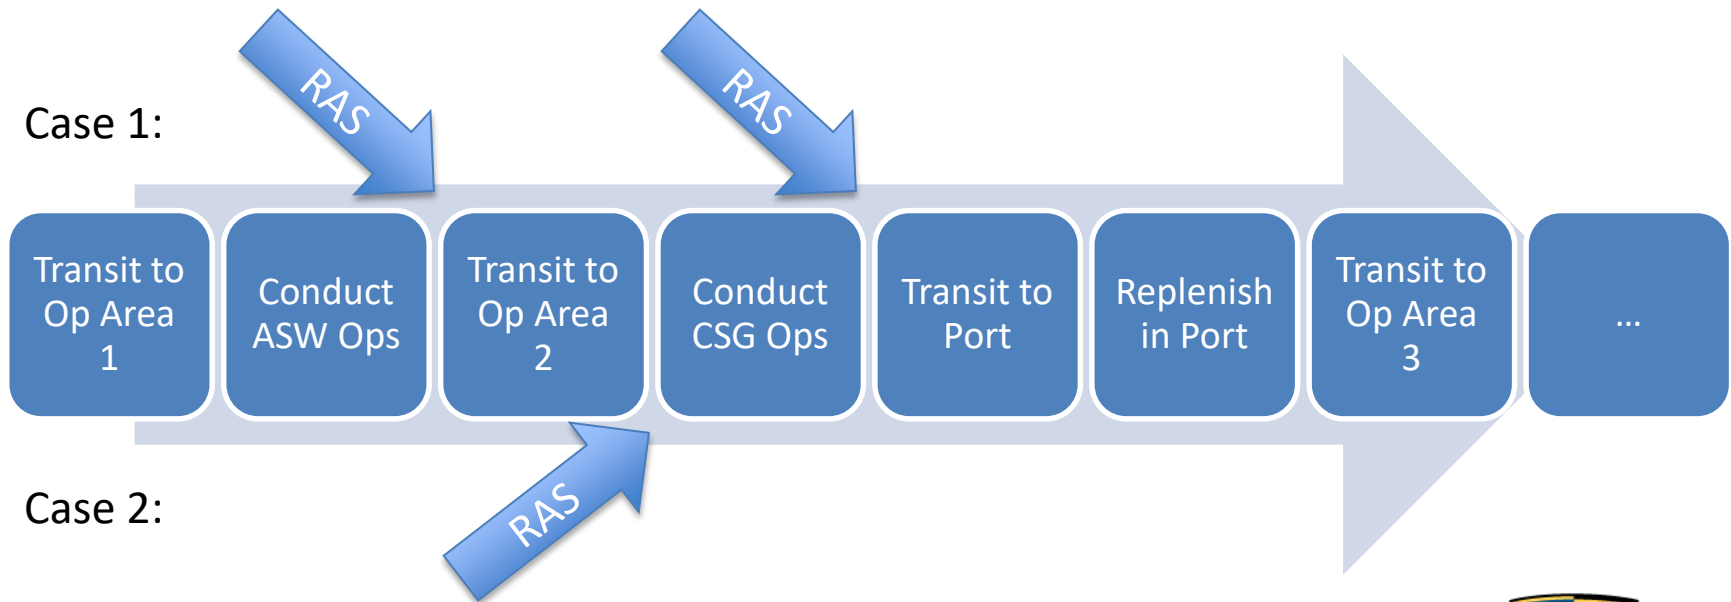 RAS
RAS
Case 1:
Transit to
Op Area
1
Conduct
ASW Ops
Transit to
Op Area
2
Conduct
CSG Ops
Transit to
Port
Replenish
in Port
Transit to
Op Area
3
...
Case 2:
RAS